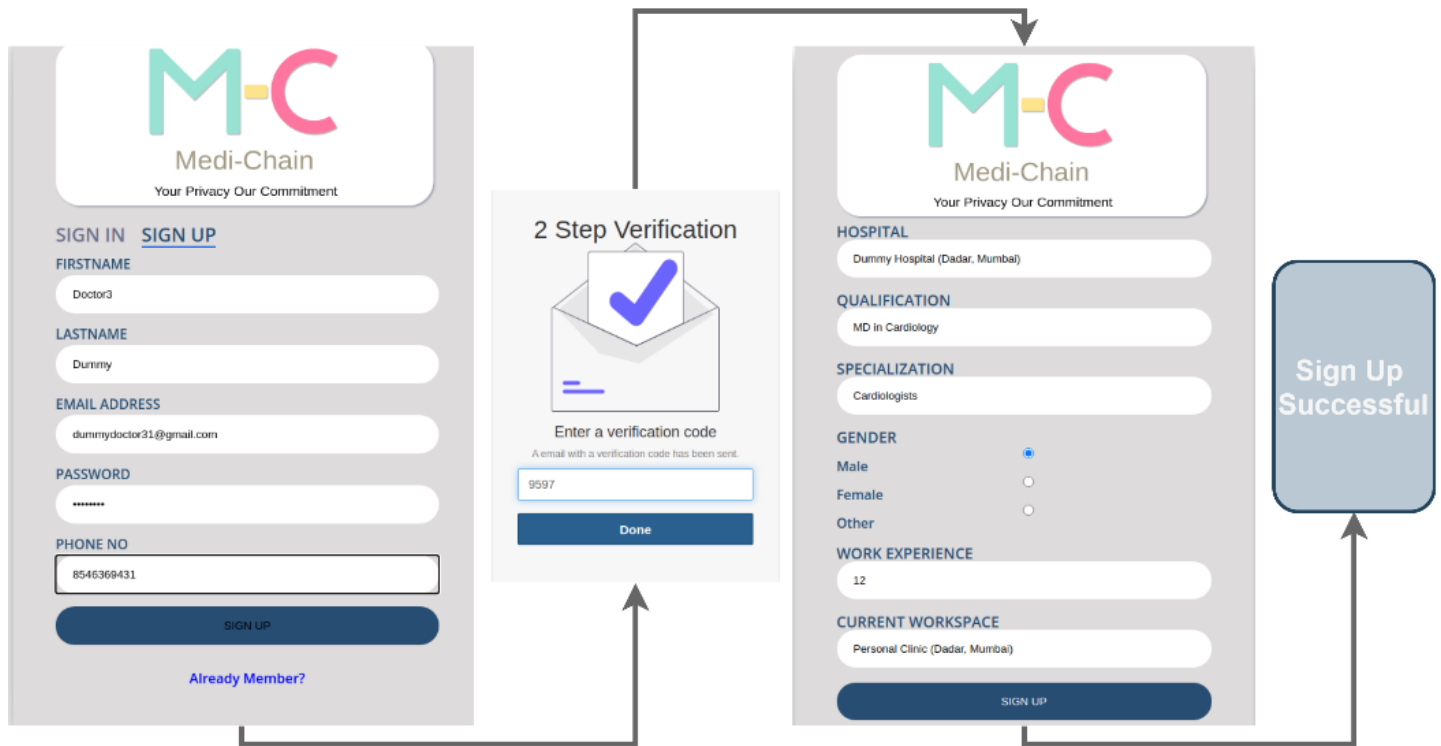 M-C
Medi-Chain
Your Privacy Our Commitment
SIGN IN SIGN UP
FIRSTNAME
Doctor3
LASTNAME
Dummy
EMAIL ADDRESS
dummydoctor31@gmail.com
PASSWORD
••••••••
PHONE NO
8546369431
SIGN UP
Already Member?
2 Step Verification
Enter a verification code
A email with a verification code has been sent.
9597
Done
M-C
Medi-Chain
Your Privacy Our Commitment
HOSPITAL
Dummy Hospital (Dadar, Mumbai)
QUALIFICATION
MD in Cardiology
SPECIALIZATION
Cardiologists
GENDER
Male
Female
Other
WORK EXPERIENCE
12
CURRENT WORKSPACE
Personal Clinic (Dadar, Mumbai)
SIGN UP
Sign Up
Successful